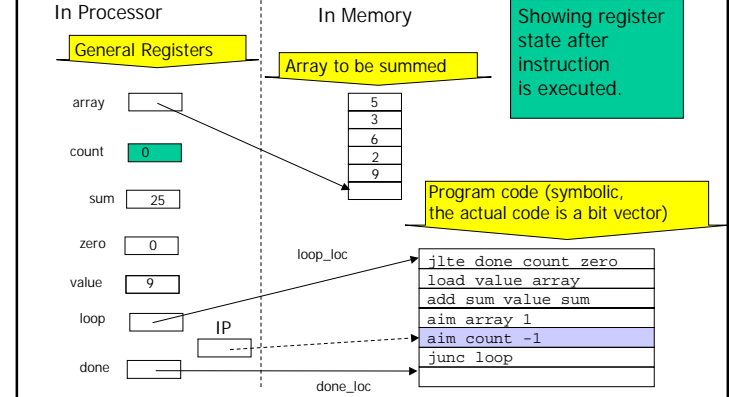 In Processor
In Memory
Showing register
state after
instruction
is executed.
General Registers
Array to be summed
array
count
0
sum
25
zero
0
value
9
loop
IP
done
5
3
6
2
9
Program code (symbolic,
the actual code is a bit vector)
loop_loc
jlte done count zero
load value array
add sum value sum
aim array 1
aim count -1
junc loop
done_loc